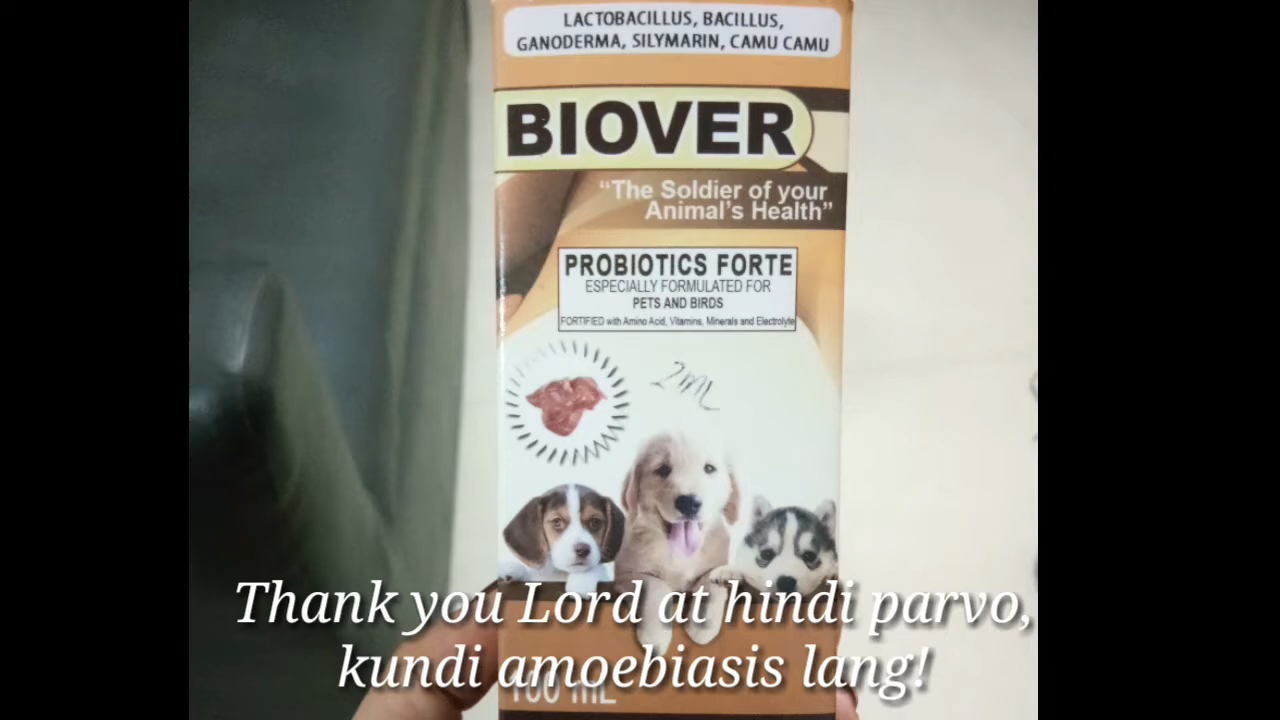 LACTOBACILLUS, BACILLUS,
GANODERMA, SILYMARIN, CAMU CAMU
BIOVER
“The Soldier of your
Animal’s Health”
PROBIOTICS FORTE
ESPECIALLY FORMULATED FOR
PETS AND BIRDS
FORTIFIED with Amino Acid, Vitamins, Minerals and Electrolyte
2ml
Thank you Lord at hindi parvo,
kundi amoebiasis lang!
100 mL